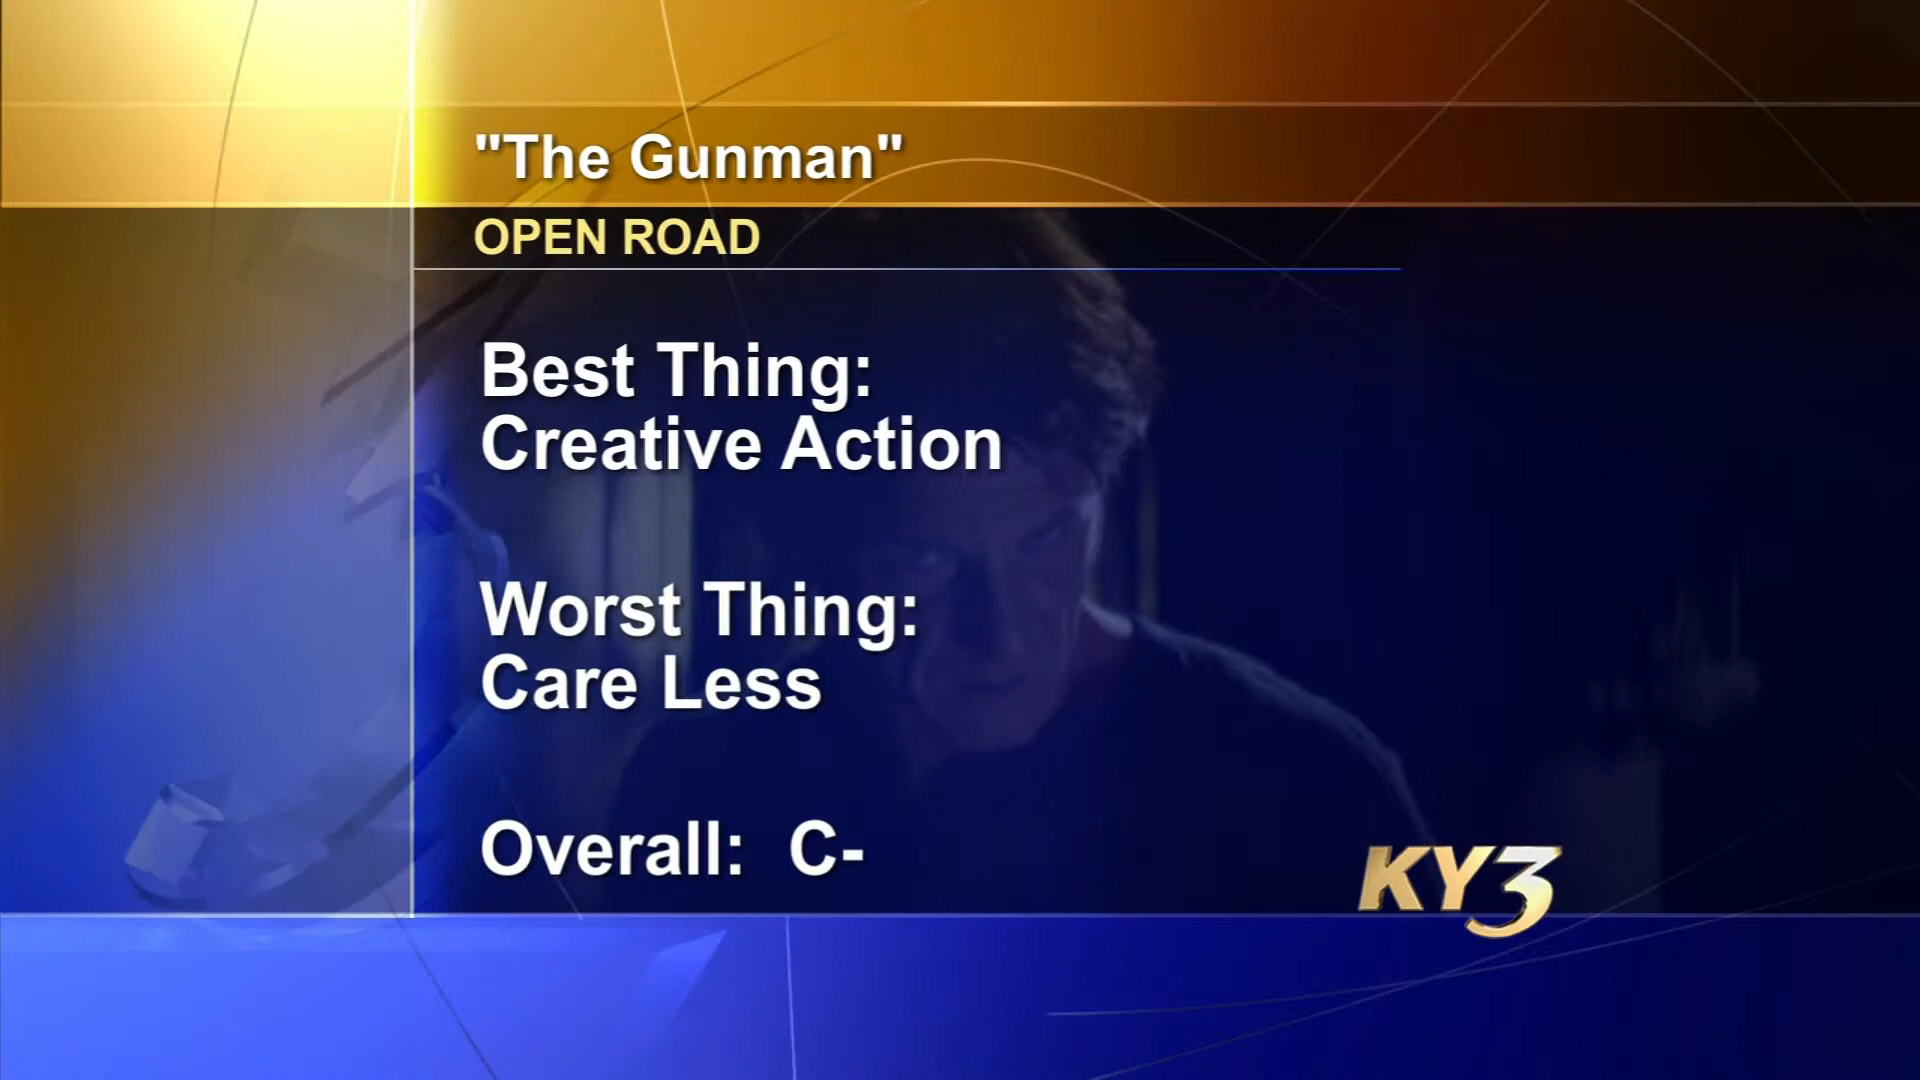 "The Gunman"
OPEN ROAD
Best Thing:
Creative Action
Worst Thing:
Care Less
Overall: C-
KY3